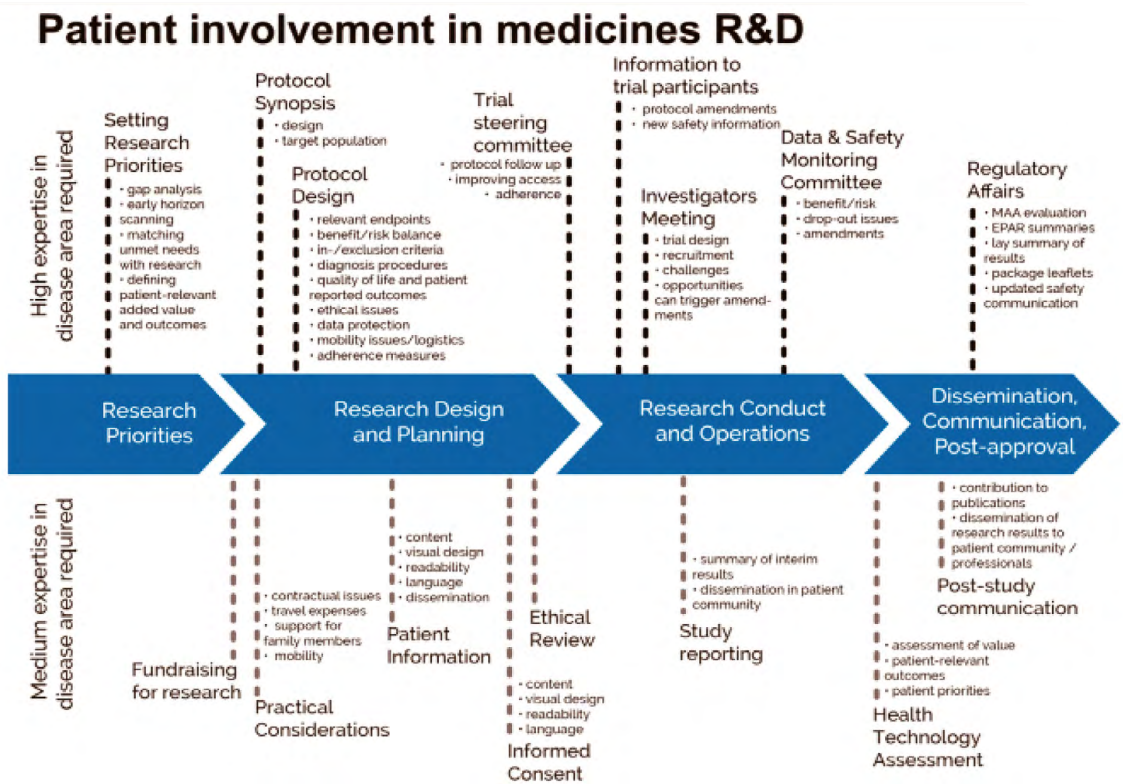 Patient involvement in medicines R&D
High expertise in
disease area required
Setting
Research
Priorities
• gap analysis
• early horizon
scanning
• matching
unmet needs
with research
• defining
patient-relevant
added value
and outcomes
Protocol
Synopsis
• design
• target population
Protocol
Design
• relevant endpoints
• benefit/risk balance
• in-/exclusion criteria
• diagnosis procedures
• quality of life and patient
reported outcomes
• ethical issues
• data protection
• mobility issues/logistics
• adherence measures
Trial
steering
committee
• protocol follow up
• improving access
• adherence
Information to
trial participants
• protocol amendments
• new safety information
Investigators
Meeting
• trial design
• recruitment
• challenges
• opportunities
can trigger amend-
ments
Data & Safety
Monitoring
Committee
• benefit/risk
• drop-out issues
• amendments
Regulatory
Affairs
• MAA evaluation
• EPAR summaries
• lay summary of
results
• package leaflets
• updated safety
communication
Research
Priorities
Research Design
and Planning
Research Conduct
and Operations
Dissemination,
Communication,
Post-approval
Medium expertise in
disease area required
Fundraising
for research
• contractual issues
• travel expenses
• support for
family members
• mobility
Practical
Considerations
• content
• visual design
• readability
• language
• dissemination
Patient
Information
• content
• visual design
• readability
• language
Informed
Consent
Ethical
Review
• summary of interim
results
• dissemination in patient
community
Study
reporting
• assessment of value
• patient-relevant
outcomes
• patient priorities
Health
Technology
Assessment
• contribution to
publications
• dissemination of
research results to
patient community /
professionals
Post-study
communication